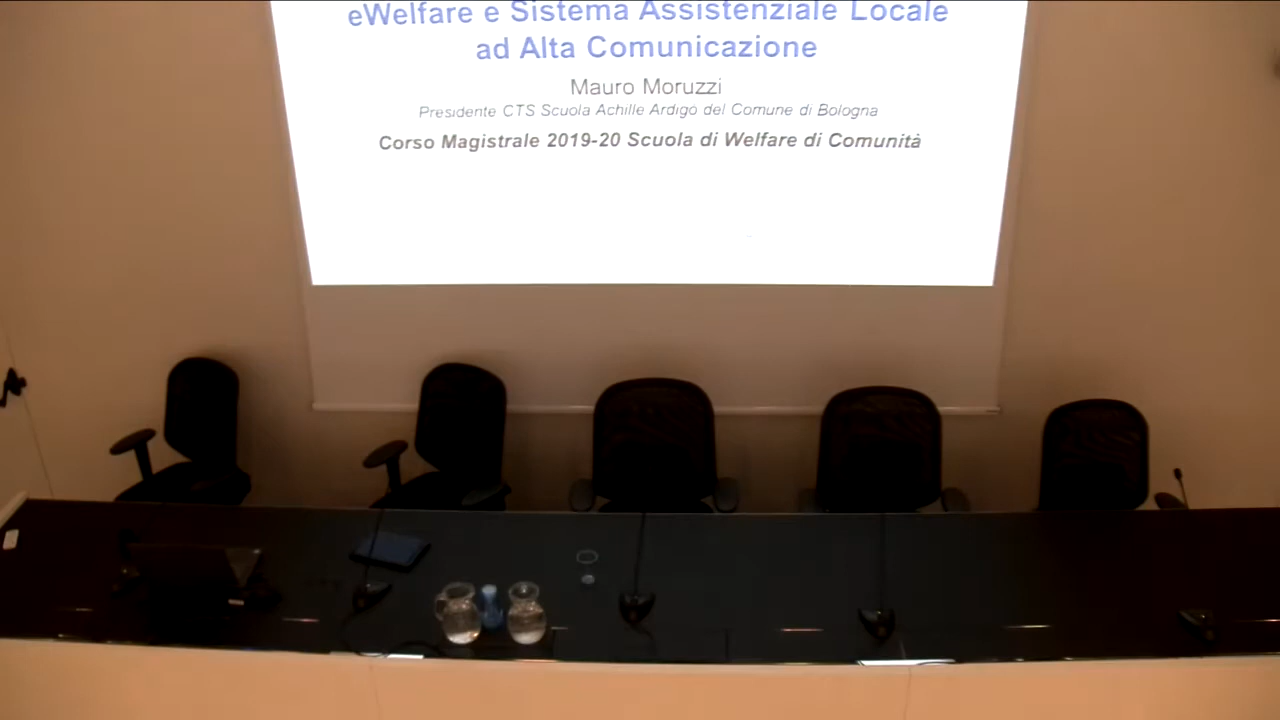 eWelfare e Sistema Assistenziale Locale
ad Alta Comunicazione
Mauro Moruzzi
Presidente CTS Scuola Achille Ardigò del Comune di Bologna
Corso Magistrale 2019-20 Scuola di Welfare di Comunità